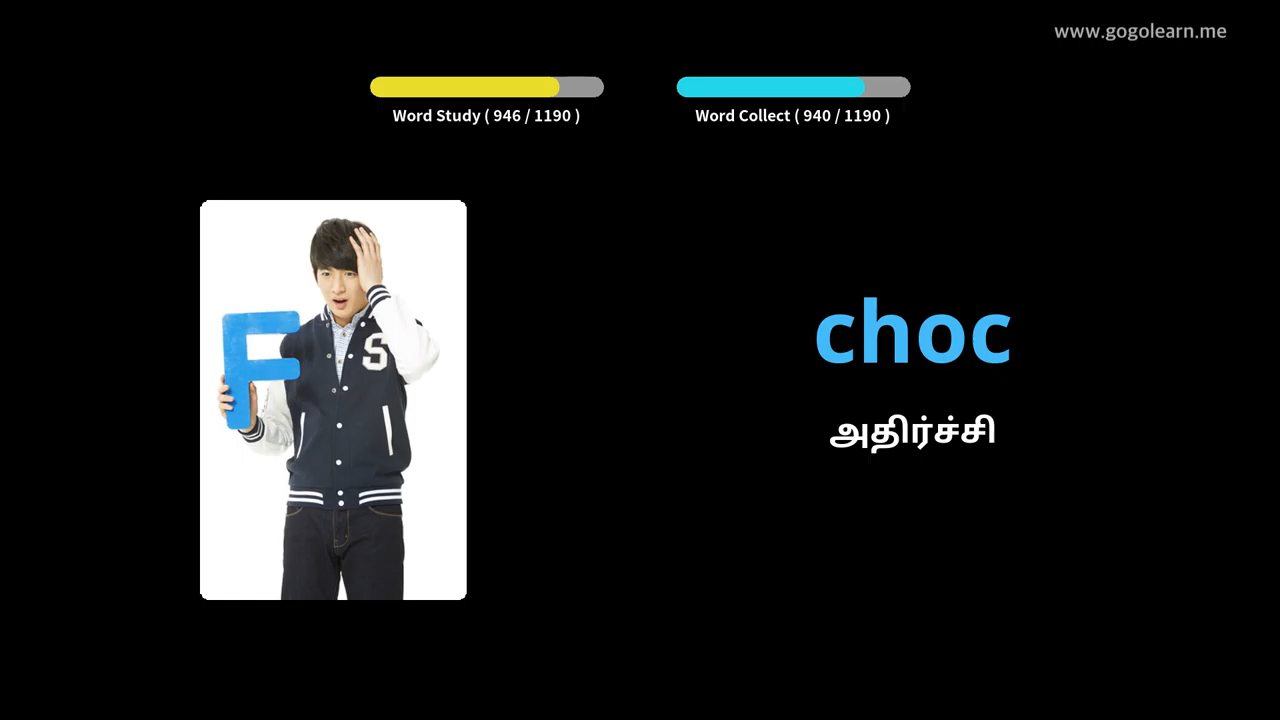 www.gogolearn.me
Word Study ( 946 / 1190 )
Word Collect ( 940 / 1190 )
F
S
choc
அதிர்ச்சி